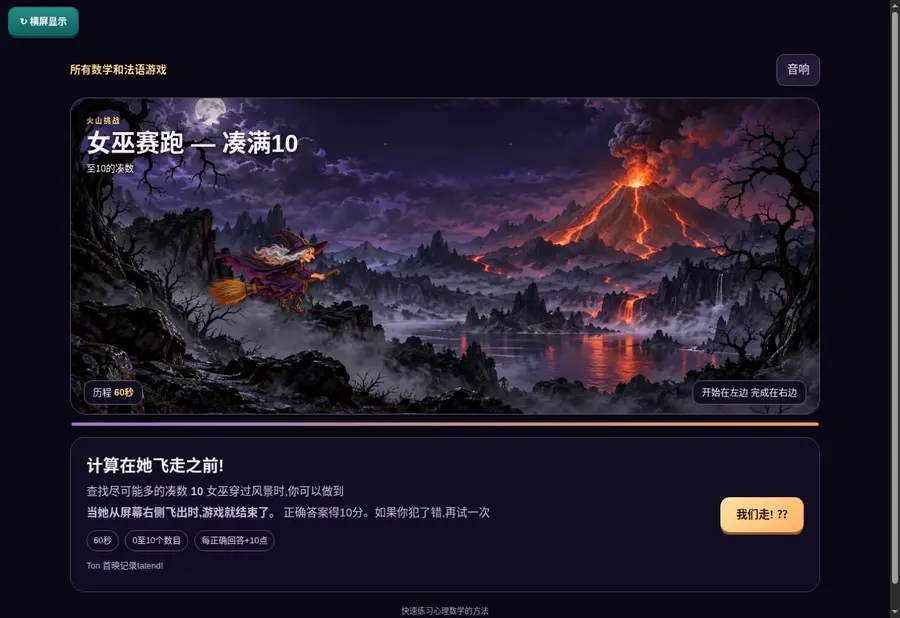 ↻ 横屏显示
所有数学和法语游戏
音响
火山挑战
女巫赛跑 — 凑满10
至10的凑数
历程 60秒
开始在左边 完成在右边
计算在她飞走之前!
查找尽可能多的凑数 10 女巫穿过风景时,你可以做到
当她从屏幕右侧飞出时,游戏就结束了。 正确答案得10分。如果你犯了错,再试一次
我们走! ??
60秒
0至10个数目
每正确回答+10点
Ton 首映记录tatend!
快速练习心理数学的方法